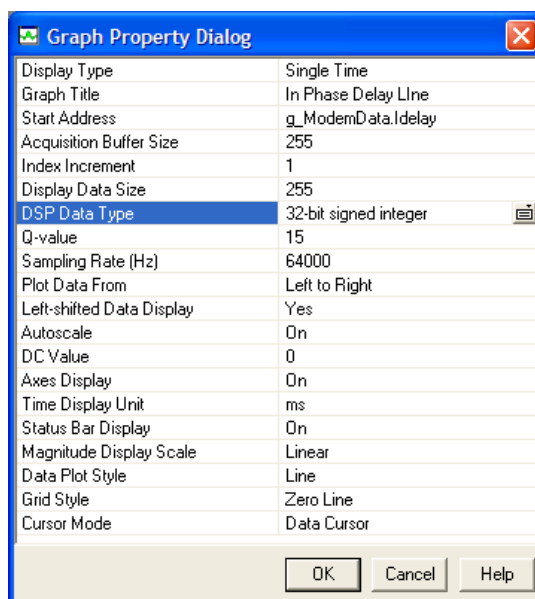 Graph Property Dialog
Display Type Single Time
Graph Title In Phase Delay LIne
Start Address g_ModemData.Idelay
Acquisition Buffer Size 255
Index Increment 1
Display Data Size 255
DSP Data Type 32-bit signed integer
Q-value 15
Sampling Rate (Hz) 64000
Plot Data From Left to Right
Left-shifted Data Display Yes
Autoscale On
DC Value 0
Axes Display On
Time Display Unit ms
Status Bar Display On
Magnitude Display Scale Linear
Data Plot Style Line
Grid Style Zero Line
Cursor Mode Data Cursor
OK Cancel Help